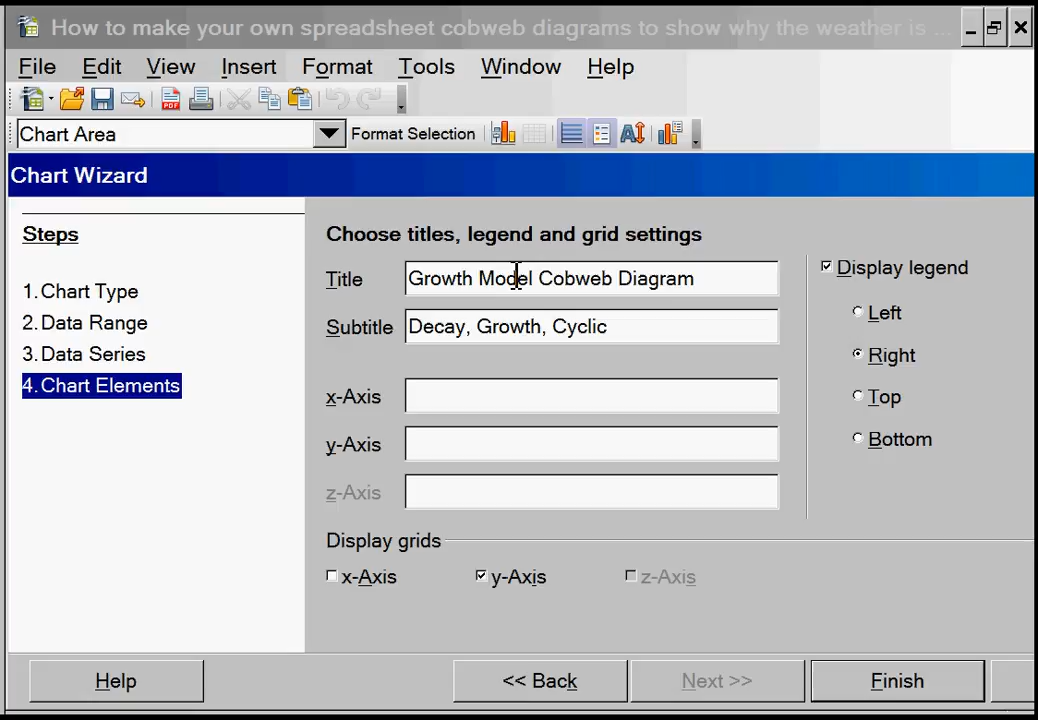 How to make your own spreadsheet cobweb diagrams to show why the weather is ...
File Edit View Insert Format Tools Window Help
Chart Area Format Selection
Chart Wizard
Steps
1.Chart Type
2.Data Range
3.Data Series
4.Chart Elements
Choose titles, legend and grid settings
Title Growth Model Cobweb Diagram
Subtitle Decay, Growth, Cyclic
x-Axis
y-Axis
z-Axis
Display legend
Left
Right
Top
Bottom
Display grids
x-Axis y-Axis z-Axis
Help << Back Next >> Finish